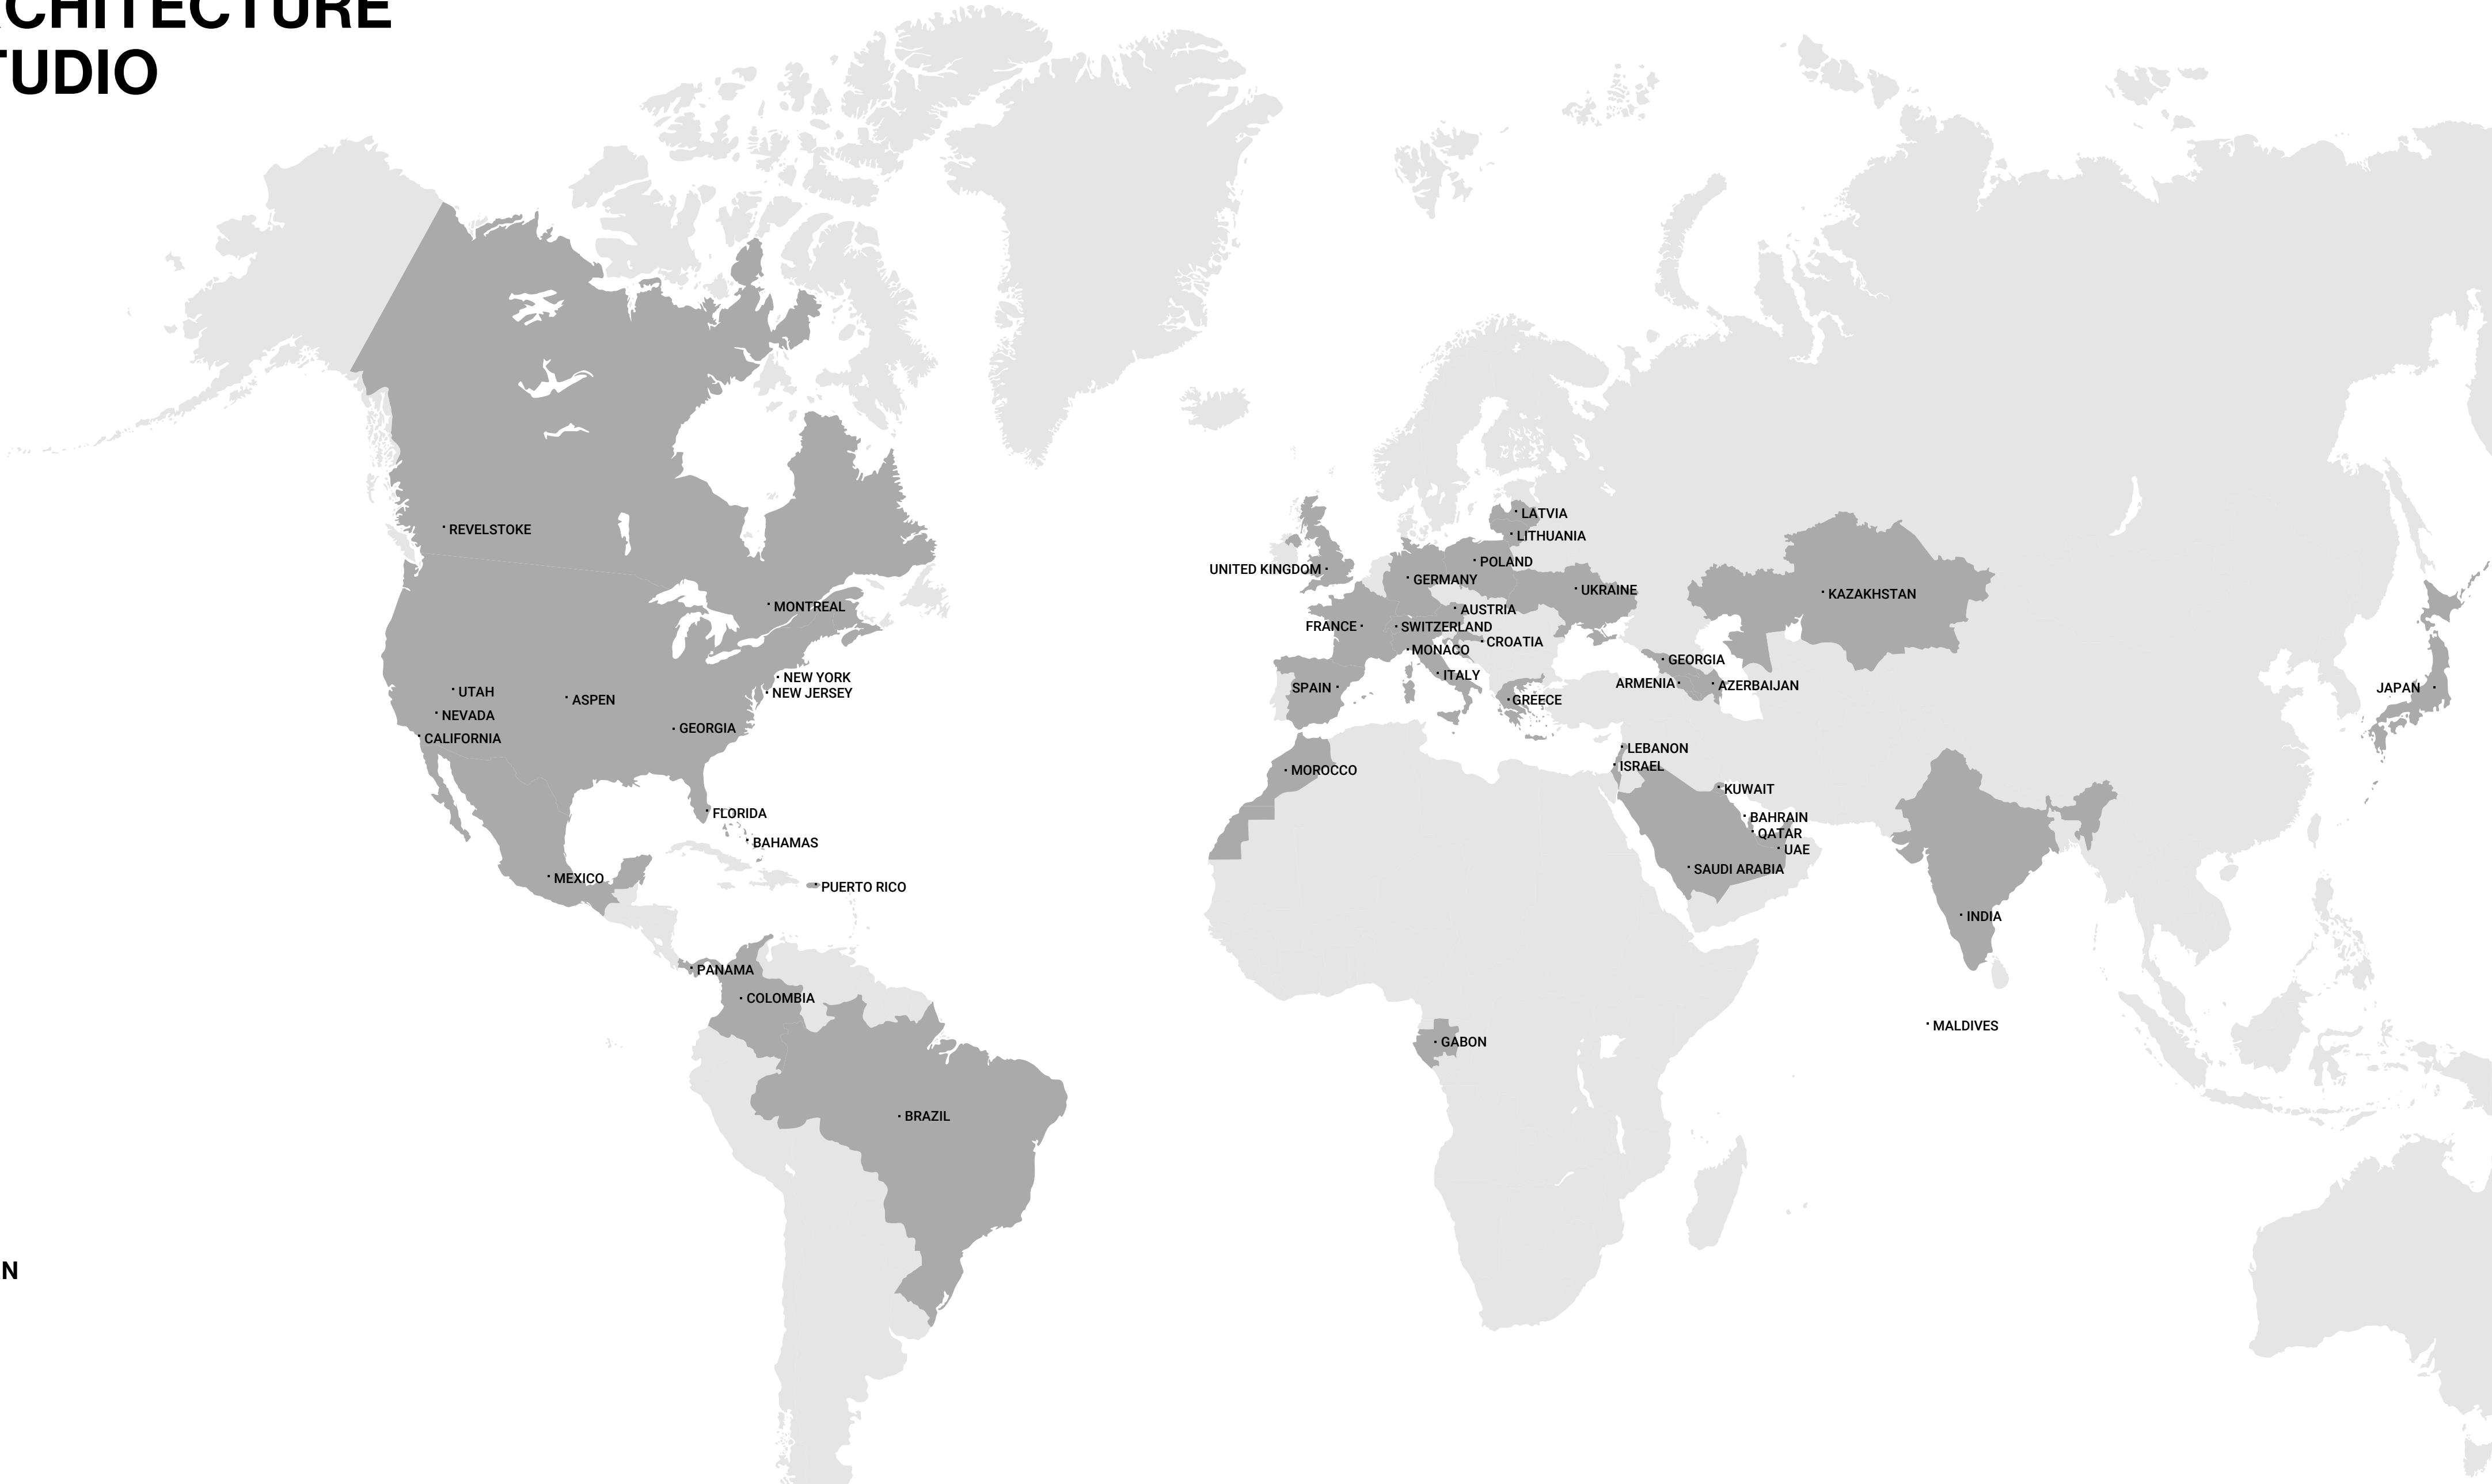 RCHITECTURE
TUDIO
REVELSTOKE
MONTREAL
NEW YORK
NEW JERSEY
UTAH
ASPEN
NEVADA
GEORGIA
CALIFORNIA
FLORIDA
BAHAMAS
MEXICO
PUERTO RICO
PANAMA
COLOMBIA
BRAZIL
LATVIA
LITHUANIA
POLAND
UNITED KINGDOM
GERMANY
UKRAINE
AUSTRIA
FRANCE
SWITZERLAND
CROATIA
MONACO
ITALY
SPAIN
GREECE
KAZAKHSTAN
GEORGIA
ARMENIA
AZERBAIJAN
JAPAN
LEBANON
ISRAEL
MOROCCO
KUWAIT
BAHRAIN
QATAR
UAE
SAUDI ARABIA
INDIA
MALDIVES
GABON
N